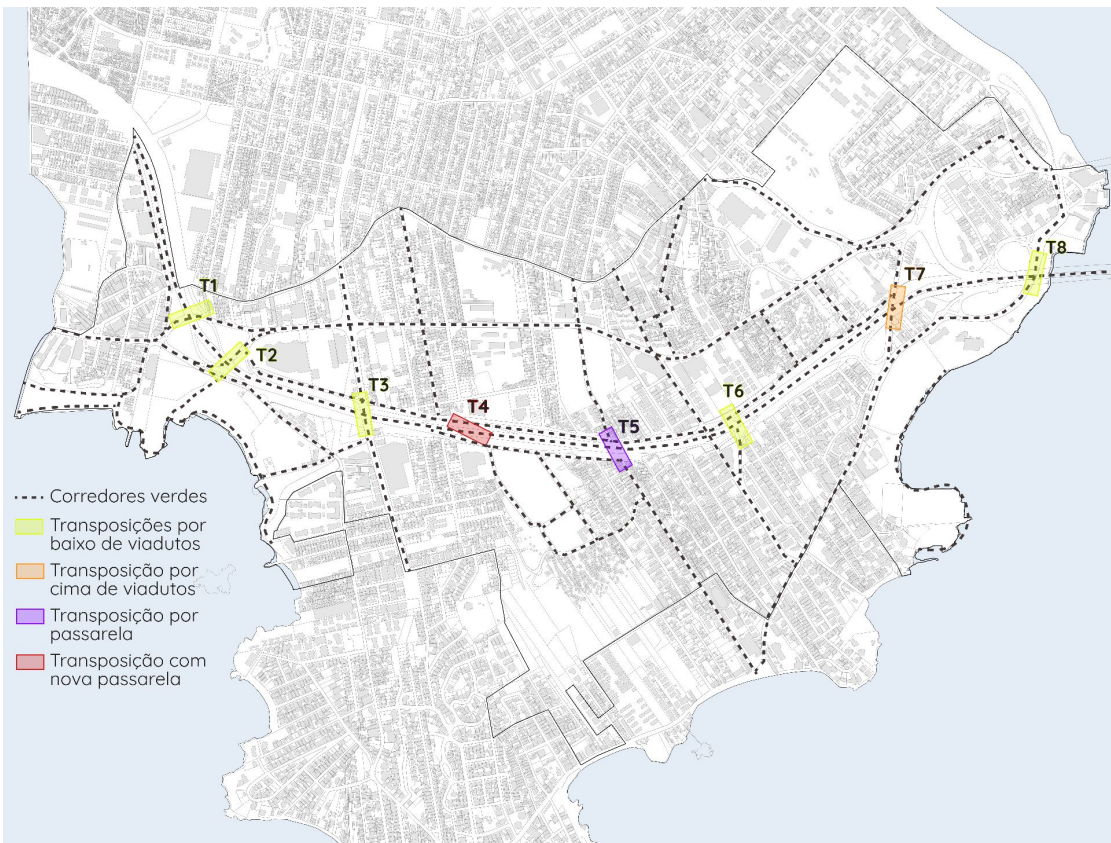 T1
T2
T3
T4
T5
T6
T7
T8
Corredores verdes
Transposições por
baixo de viadutos
Transposição por
cima de viadutos
Transposição por
passarela
Transposição com
nova passarela